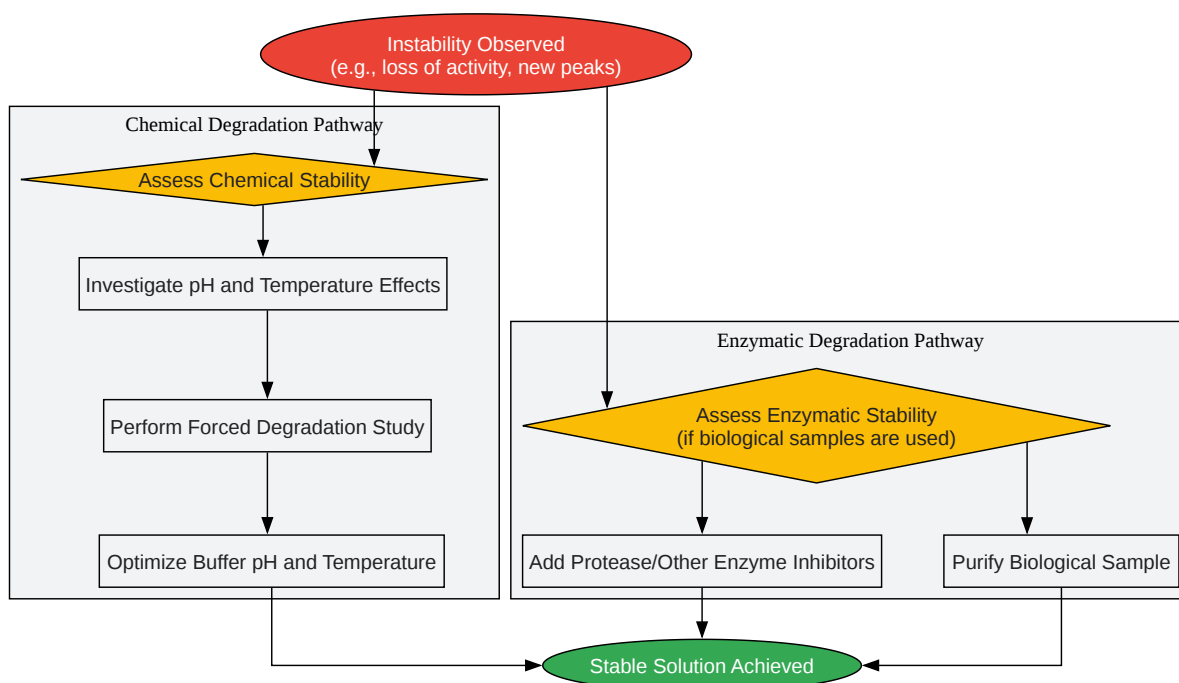 Instability Observed
(e.g., loss of activity, new peaks)
Chemical Degradation Pathway
Assess Chemical Stability
Investigate pH and Temperature Effects
Perform Forced Degradation Study
Optimize Buffer pH and Temperature
Enzymatic Degradation Pathway
Assess Enzymatic Stability
(if biological samples are used)
Add Protease/Other Enzyme Inhibitors
Purify Biological Sample
Stable Solution Achieved